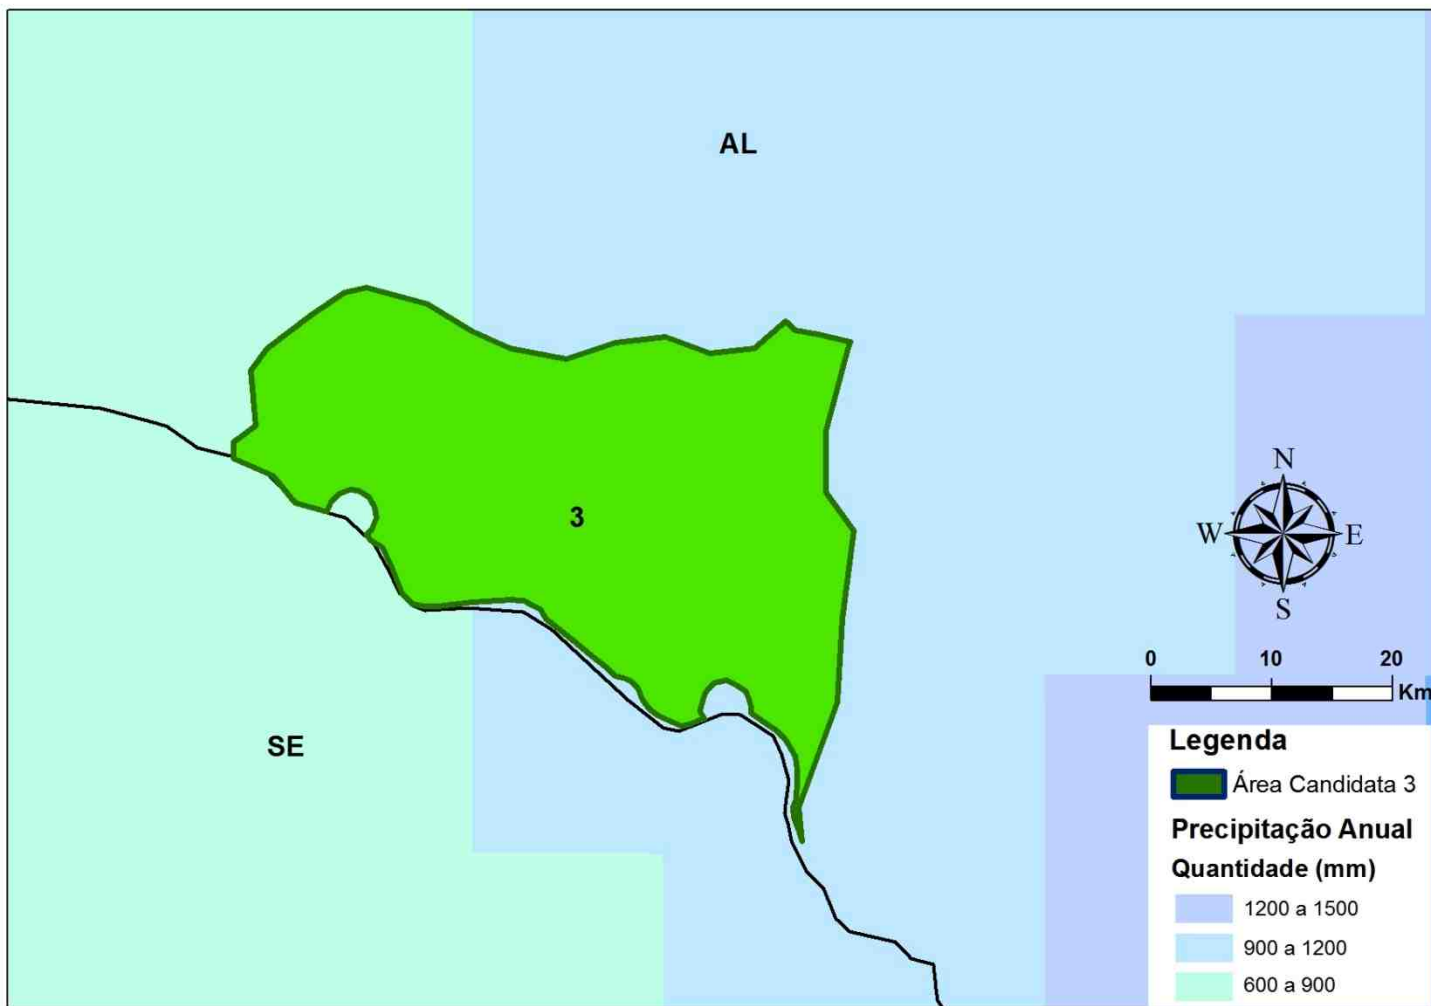 AL
3
SE
N
W E
S
0 10 20
Km
Legenda
Área Candidata 3
Precipitação Anual
Quantidade (mm)
1200 a 1500
900 a 1200
600 a 900